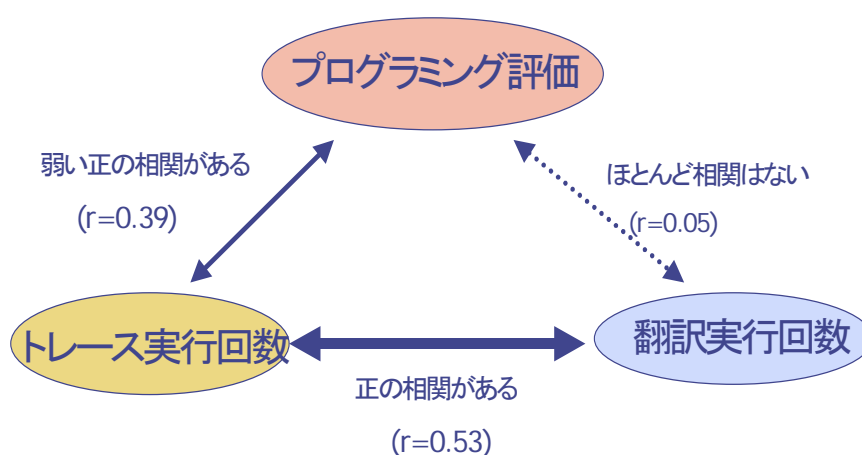 プログラミング評価
弱い正の相関がある
(r=0.39)
ほとんど相関はない
(r=0.05)
トレース実行回数
翻訳実行回数
正の相関がある
(r=0.53)